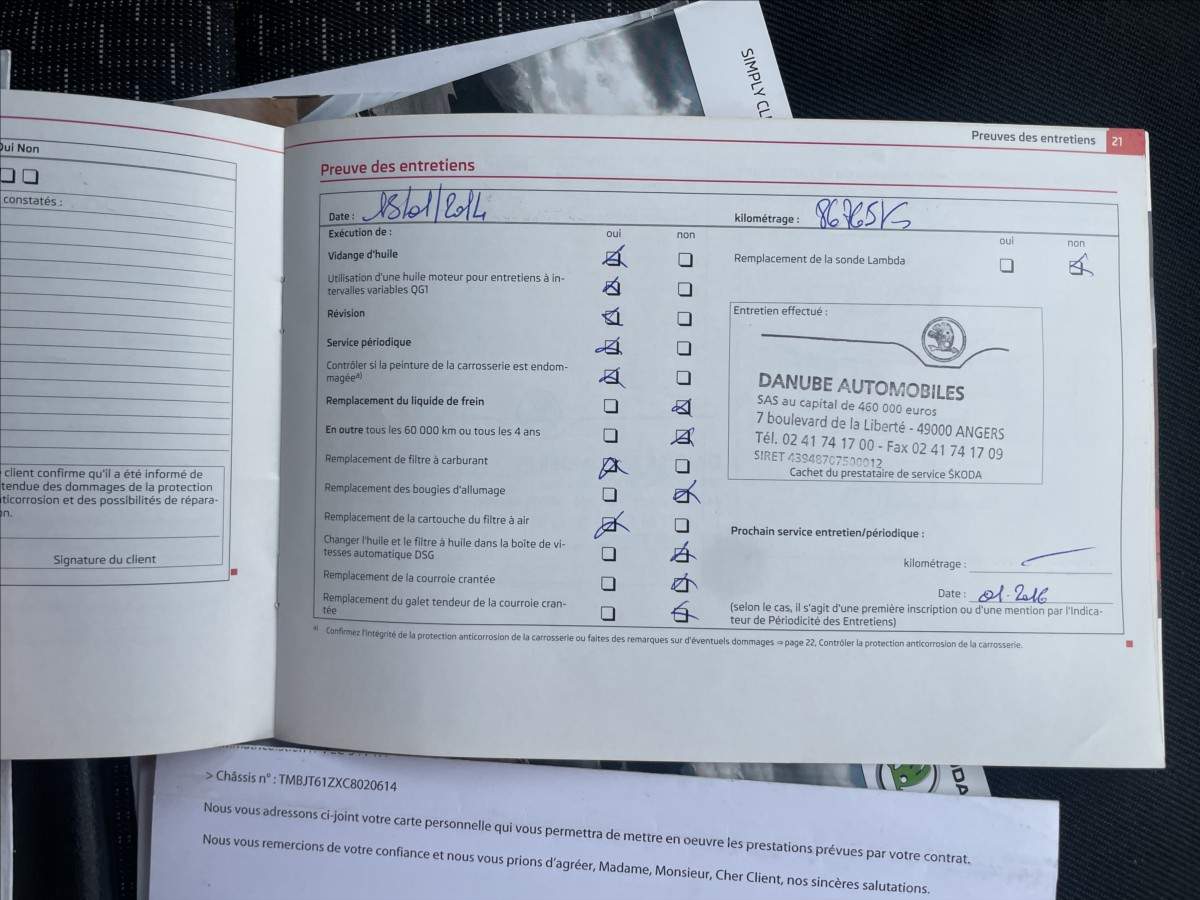 SIMPLY CL
Preuves des entretiens 21
Oui Non
constatés :
client confirme qu'il a été informé de
tendue des dommages de la protection
ticorrosion et des possibilités de répara-
on.
Signature du client
Preuve des entretiens
Date : 13/01/2014
kilométrage :
Exécution de :
oui non
Vidange d'huile
Utilisation d'une huile moteur pour entretiens à in-
tervalles variables QG1
Révision
Service périodique
Contrôler si la peinture de la carrosserie est endom-
magéeᵃ⁾
Remplacement du liquide de frein
En outre tous les 60 000 km ou tous les 4 ans
Remplacement de filtre à carburant
Remplacement des bougies d'allumage
Remplacement de la cartouche du filtre à air
Changer l'huile et le filtre à huile dans la boîte de vi-
tesses automatique DSG
Remplacement de la courroie crantée
Remplacement du galet tendeur de la courroie cran-
tée
oui non
Remplacement de la sonde Lambda
Entretien effectué :
DANUBE AUTOMOBILES
SAS au capital de 460 000 euros
7 boulevard de la Liberté - 49000 ANGERS
Tél. 02 41 74 17 00 - Fax 02 41 74 17 09
SIRET 43948707500012
Cachet du prestataire de service ŠKODA
Prochain service entretien/périodique :
kilométrage :
Date : 01-2016
(selon le cas, il s'agit d'une première inscription ou d'une mention par l'Indica-
teur de Périodicité des Entretiens)
ᵃ⁾ Confirmez l'intégrité de la protection anticorrosion de la carrosserie ou faites des remarques sur d'éventuels dommages ⇒ page 22, Contrôler la protection anticorrosion de la carrosserie.
> Châssis n° : TMBJT61ZXC8020614
Nous vous adressons ci-joint votre carte personnelle qui vous permettra de mettre en oeuvre les prestations prévues par votre contrat.
Nous vous remercions de votre confiance et nous vous prions d'agréer, Madame, Monsieur, Cher Client, nos sincères salutations.